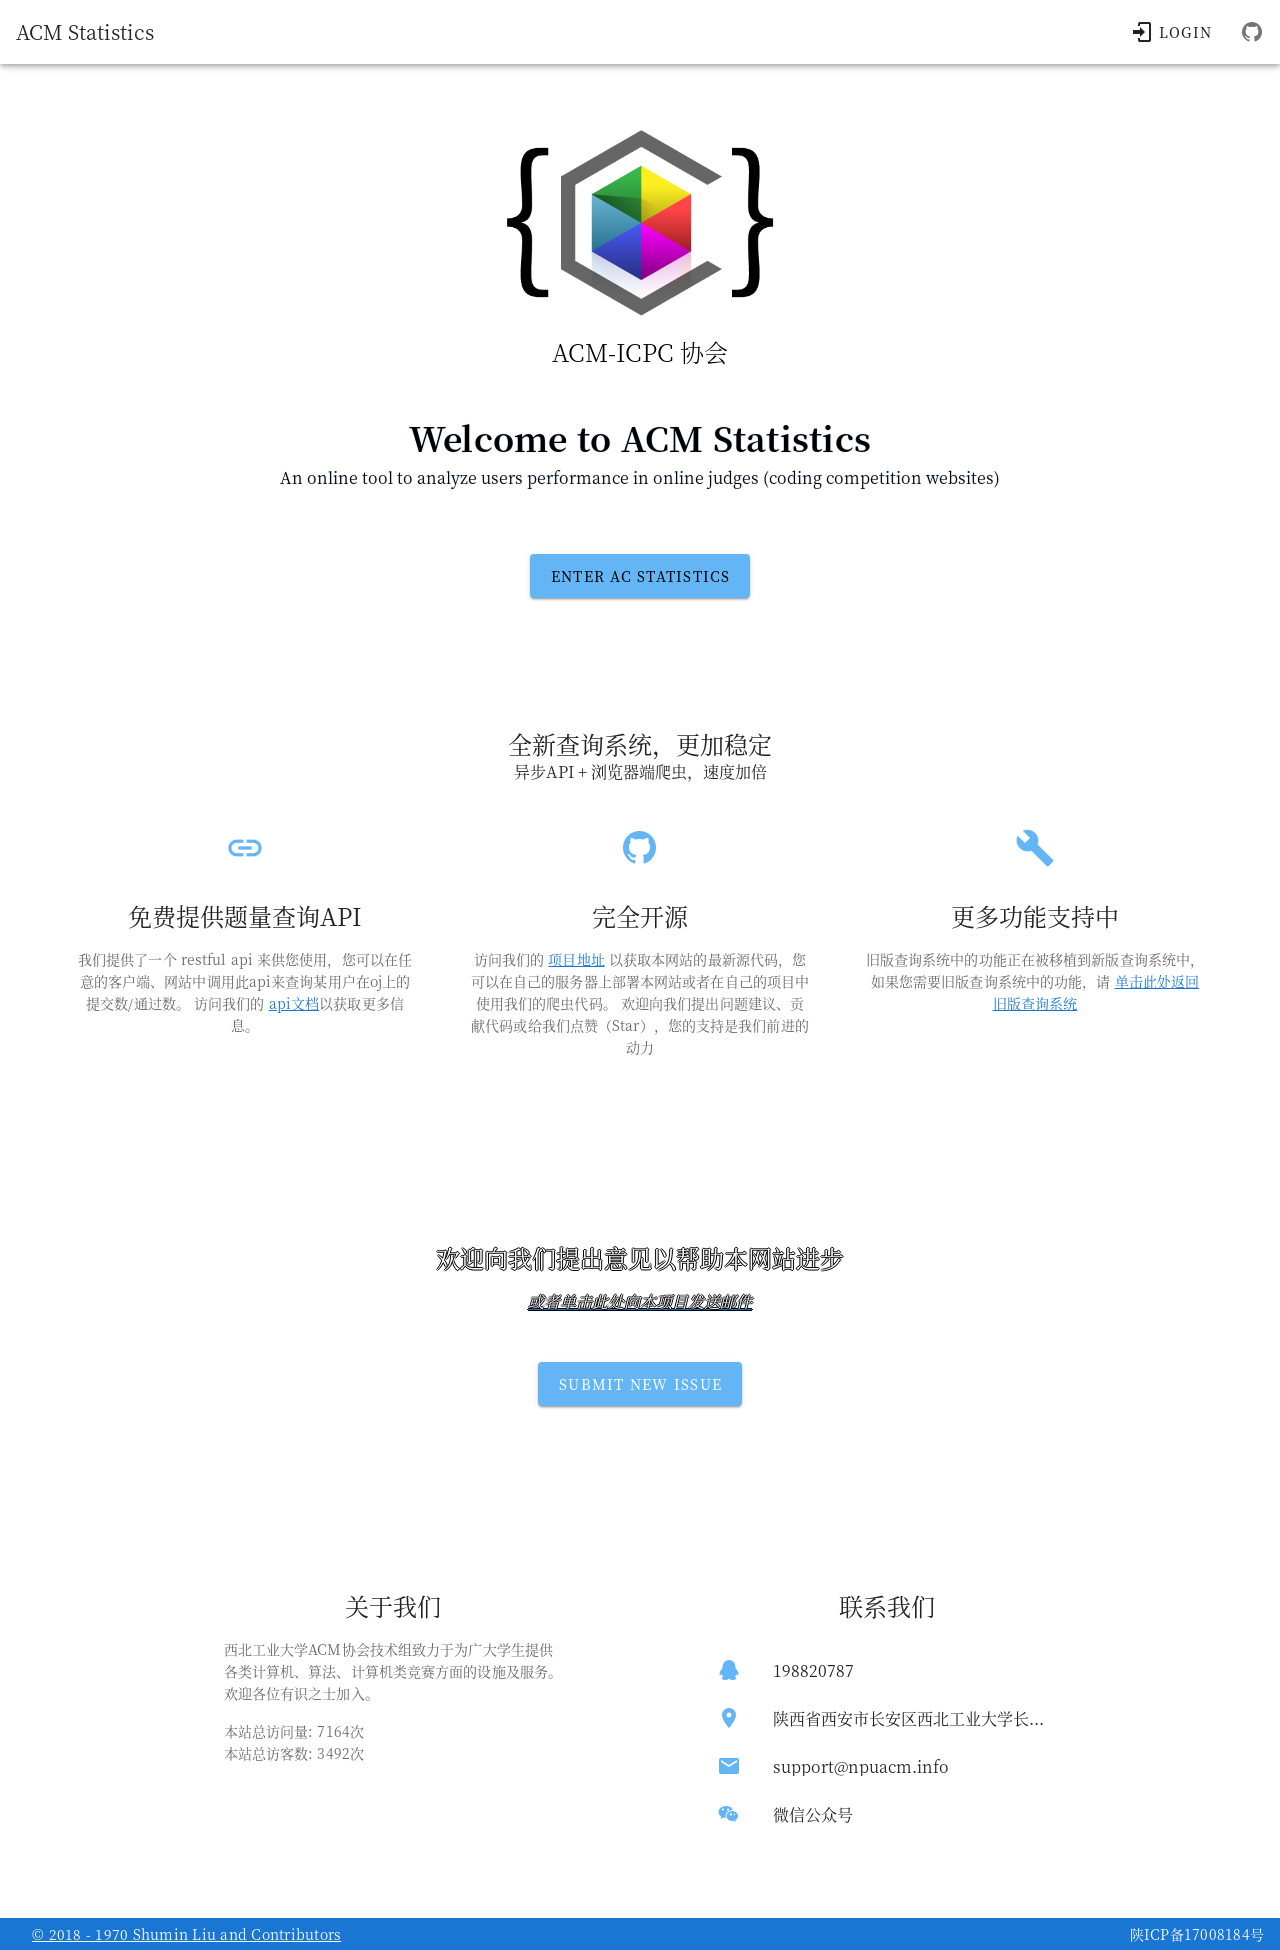 ACM Statistics
LOGIN
{ }
ACM-ICPC 协会
Welcome to ACM Statistics
An online tool to analyze users performance in online judges (coding competition websites)
ENTER AC STATISTICS
全新查询系统，更加稳定
异步API + 浏览器端爬虫，速度加倍
免费提供题量查询API
我们提供了一个 restful api 来供您使用，您可以在任
意的客户端、网站中调用此api来查询某用户在oj上的
提交数/通过数。 访问我们的 api文档以获取更多信
息。
完全开源
访问我们的 项目地址 以获取本网站的最新源代码，您
可以在自己的服务器上部署本网站或者在自己的项目中
使用我们的爬虫代码。 欢迎向我们提出问题建议、贡
献代码或给我们点赞（Star），您的支持是我们前进的
动力
更多功能支持中
旧版查询系统中的功能正在被移植到新版查询系统中，
如果您需要旧版查询系统中的功能，请 单击此处返回
旧版查询系统
欢迎向我们提出意见以帮助本网站进步
或者单击此处向本项目发送邮件
SUBMIT NEW ISSUE
关于我们
西北工业大学ACM协会技术组致力于为广大学生提供
各类计算机、算法、计算机类竞赛方面的设施及服务。
欢迎各位有识之士加入。
本站总访问量: 7164次
本站总访客数: 3492次
联系我们
198820787
陕西省西安市长安区西北工业大学长...
support@npuacm.info
微信公众号
© 2018 - 1970 Shumin Liu and Contributors
陕ICP备17008184号